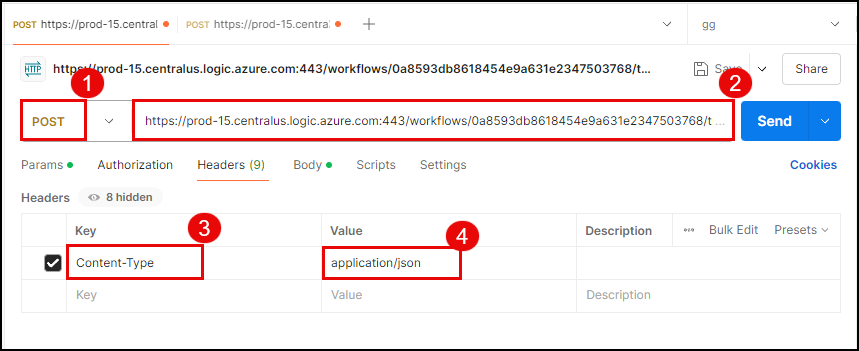 POST https://prod-15.central POST https://prod-15.central + gg
HTTP https://prod-15.centralus.logic.azure.com:443/workflows/0a8593db8618454e9a631e2347503768/t... Save Share
1 2
POST https://prod-15.centralus.logic.azure.com:443/workflows/0a8593db8618454e9a631e2347503768/t ... Send
Params Authorization Headers (9) Body Scripts Settings Cookies
Headers 8 hidden
3 4
Key Value Description Bulk Edit Presets
Content-Type application/json
Key Value Description